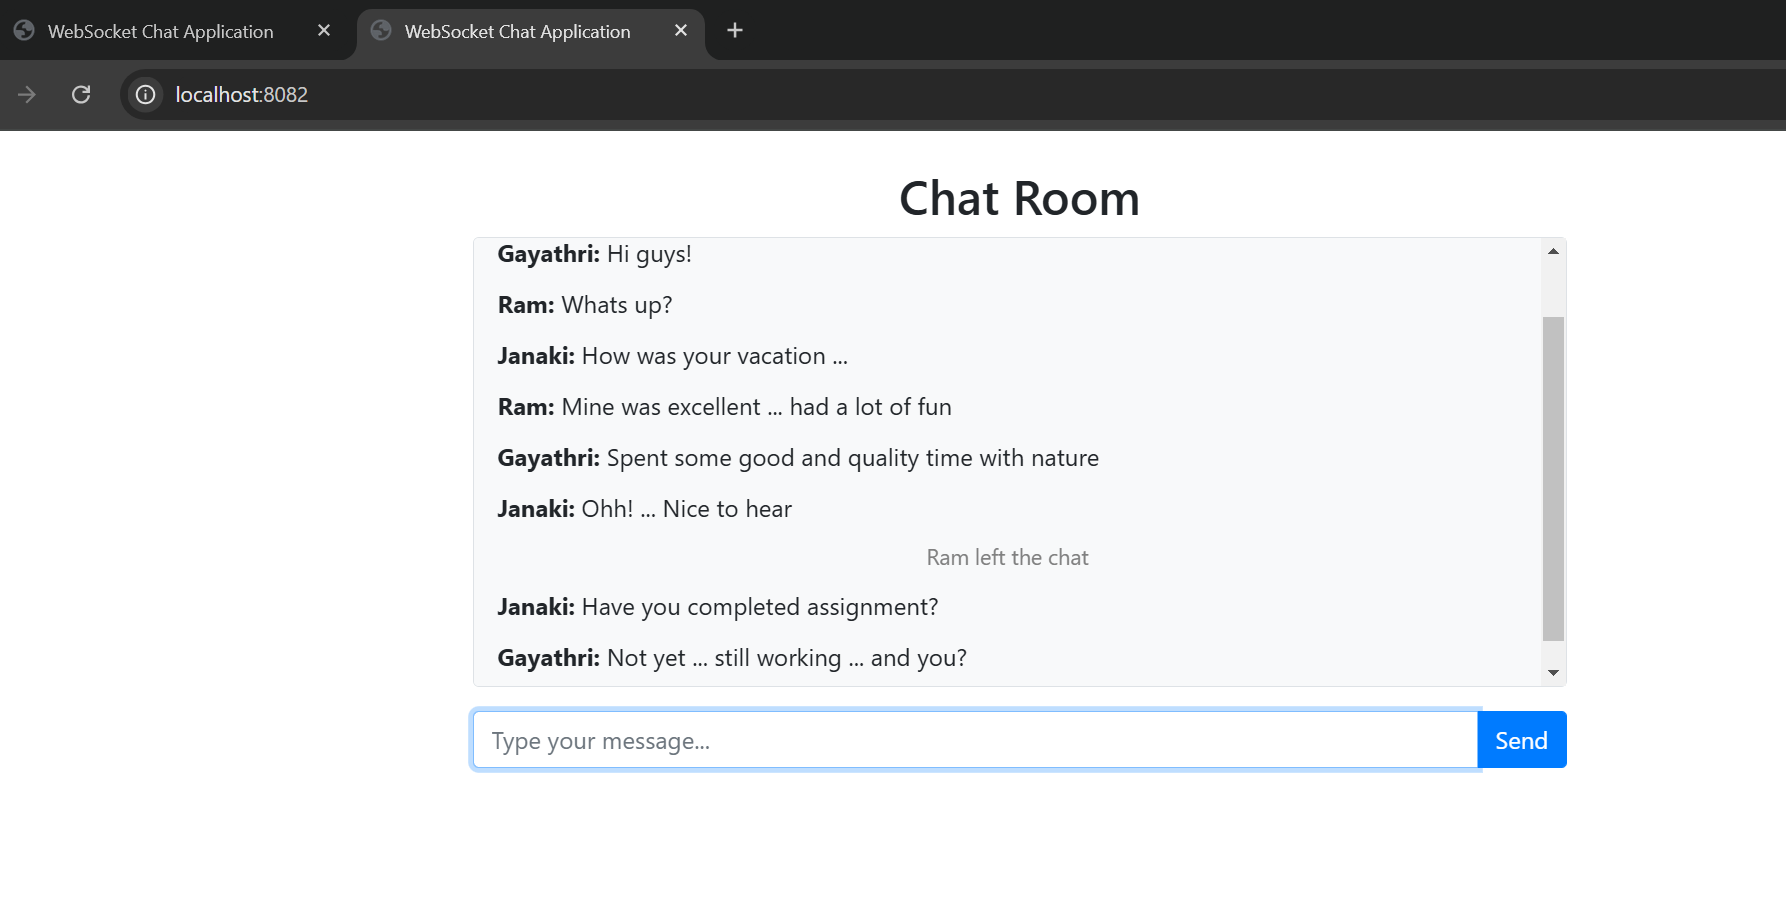 WebSocket Chat Application
WebSocket Chat Application
localhost:8082
Chat Room
Gayathri: Hi guys!
Ram: Whats up?
Janaki: How was your vacation ...
Ram: Mine was excellent ... had a lot of fun
Gayathri: Spent some good and quality time with nature
Janaki: Ohh! ... Nice to hear
Ram left the chat
Janaki: Have you completed assignment?
Gayathri: Not yet ... still working ... and you?
Type your message...
Send